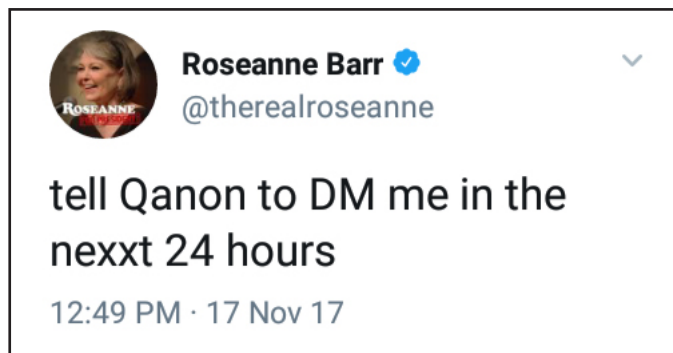 Roseanne Barr
@therealroseanne
ROSEANNE
tell Qanon to DM me in the
nexxt 24 hours
12:49 PM · 17 Nov 17